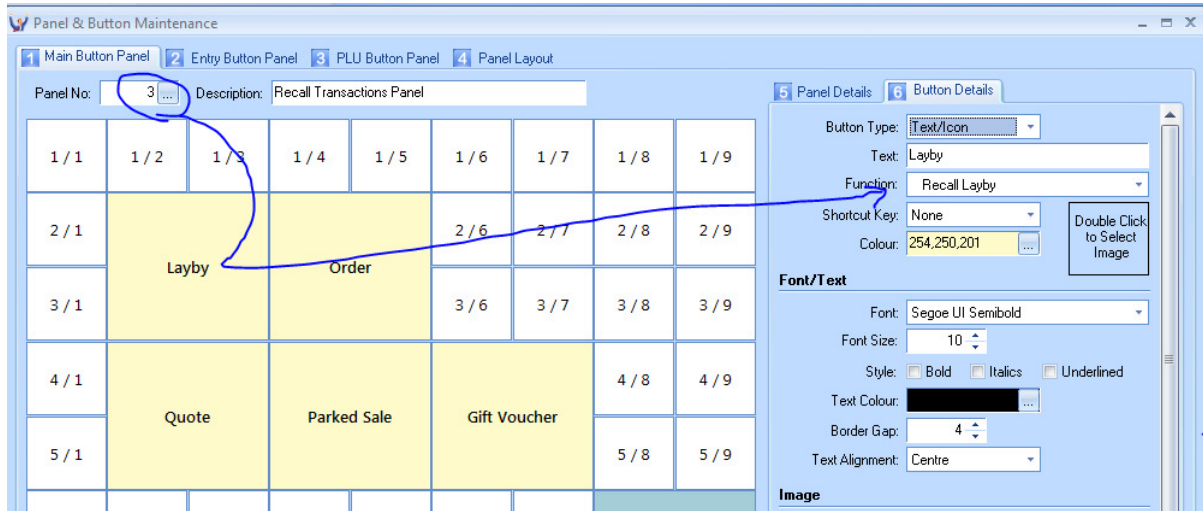 Panel & Button Maintenance
1 Main Button Panel 2 Entry Button Panel 3 PLU Button Panel 4 Panel Layout
Panel No: 3 ... Description: Recall Transactions Panel
5 Panel Details 6 Button Details
1 / 1 1 / 2 1 / 3 1 / 4 1 / 5 1 / 6 1 / 7 1 / 8 1 / 9
2 / 1 Layby Order 2 / 6 2 / 7 2 / 8 2 / 9
3 / 1 3 / 6 3 / 7 3 / 8 3 / 9
4 / 1 Quote Parked Sale Gift Voucher 4 / 8 4 / 9
5 / 1 5 / 8 5 / 9
Button Type: Text/Icon
Text: Layby
Function: Recall Layby
Shortcut Key: None
Colour: 254,250,201 ...
Double Click
to Select
Image
Font/Text
Font: Segoe UI Semibold
Font Size: 10
Style: Bold Italics Underlined
Text Colour: ...
Border Gap: 4
Text Alignment: Centre
Image